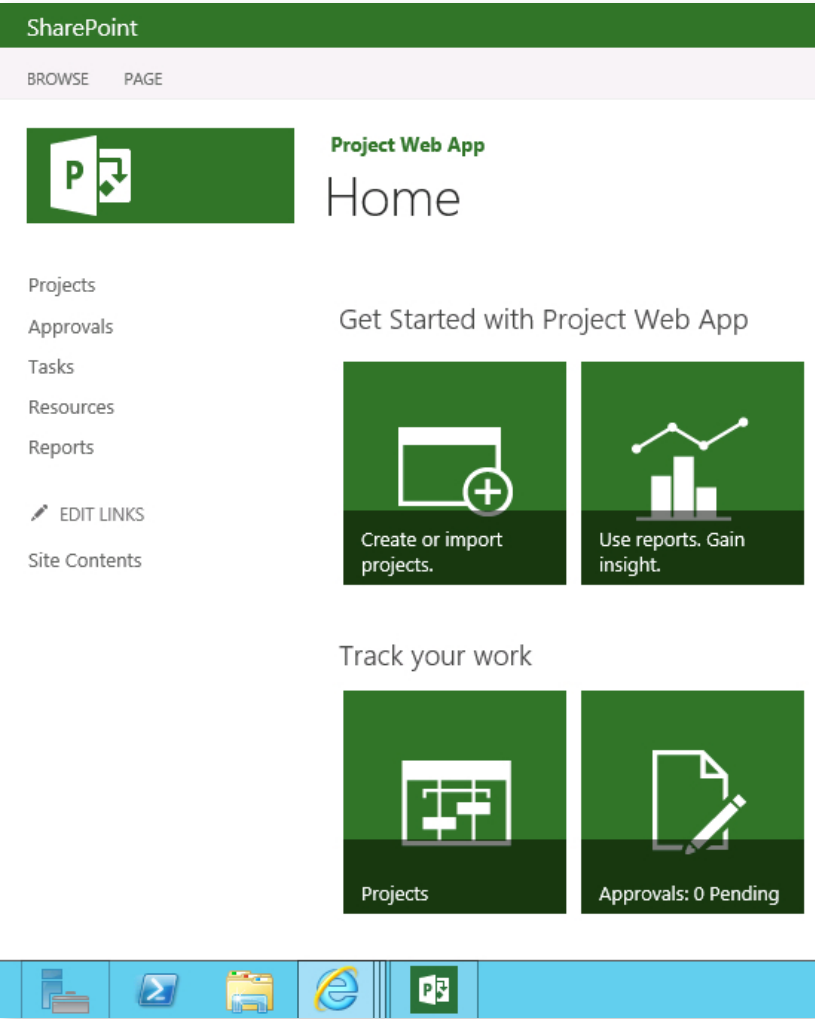 SharePoint
BROWSE PAGE
P
Project Web App
Home
Projects
Approvals
Tasks
Resources
Reports
EDIT LINKS
Site Contents
Get Started with Project Web App
Create or import
projects.
Use reports. Gain
insight.
Track your work
Projects
Approvals: 0 Pending
P